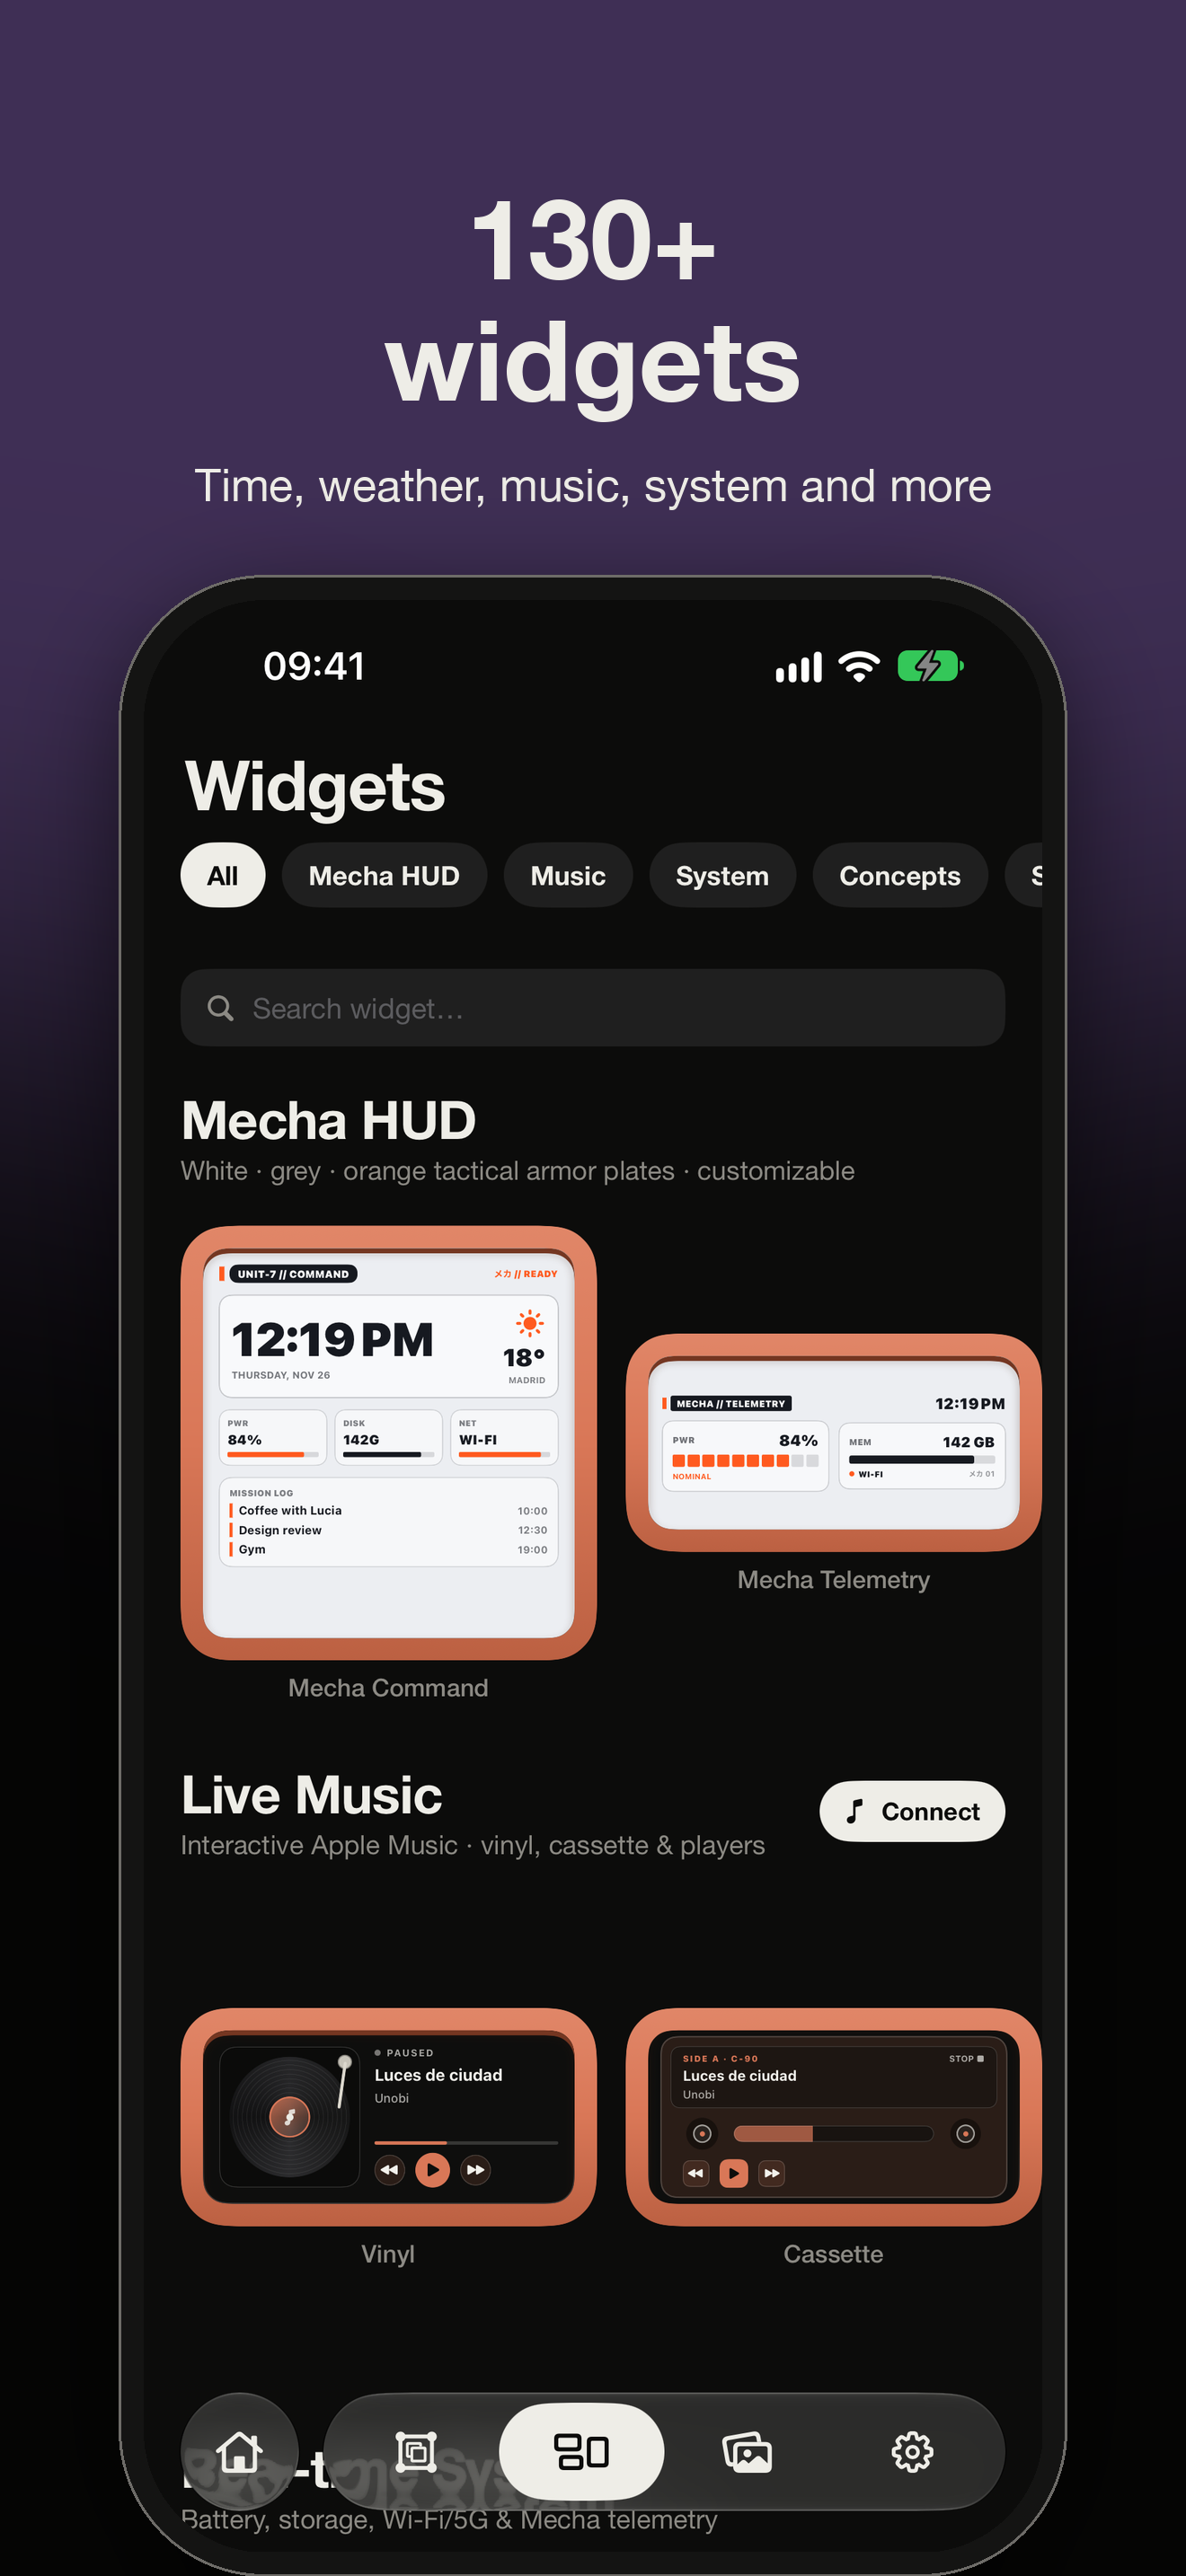 130+
widgets
Time, weather, music, system and more
09:41
Widgets
All
Mecha HUD
Music
System
Concepts
S
Search widget...
Mecha HUD
White · grey · orange tactical armor plates · customizable
UNIT-7 // COMMAND
メカ // READY
12:19 PM
THURSDAY, NOV 26
18°
MADRID
PWR
84%
DISK
142G
NET
WI-FI
MISSION LOG
Coffee with Lucia 10:00
Design review 12:30
Gym 19:00
Mecha Command
MECHA // TELEMETRY
12:19 PM
PWR 84%
NOMINAL
MEM 142 GB
WI-FI
メカ 01
Mecha Telemetry
Live Music
Connect
Interactive Apple Music · vinyl, cassette & players
PAUSED
Luces de ciudad
Unobi
Vinyl
SIDE A · C-90
STOP
Luces de ciudad
Unobi
Cassette
Battery, storage, Wi-Fi/5G & Mecha telemetry